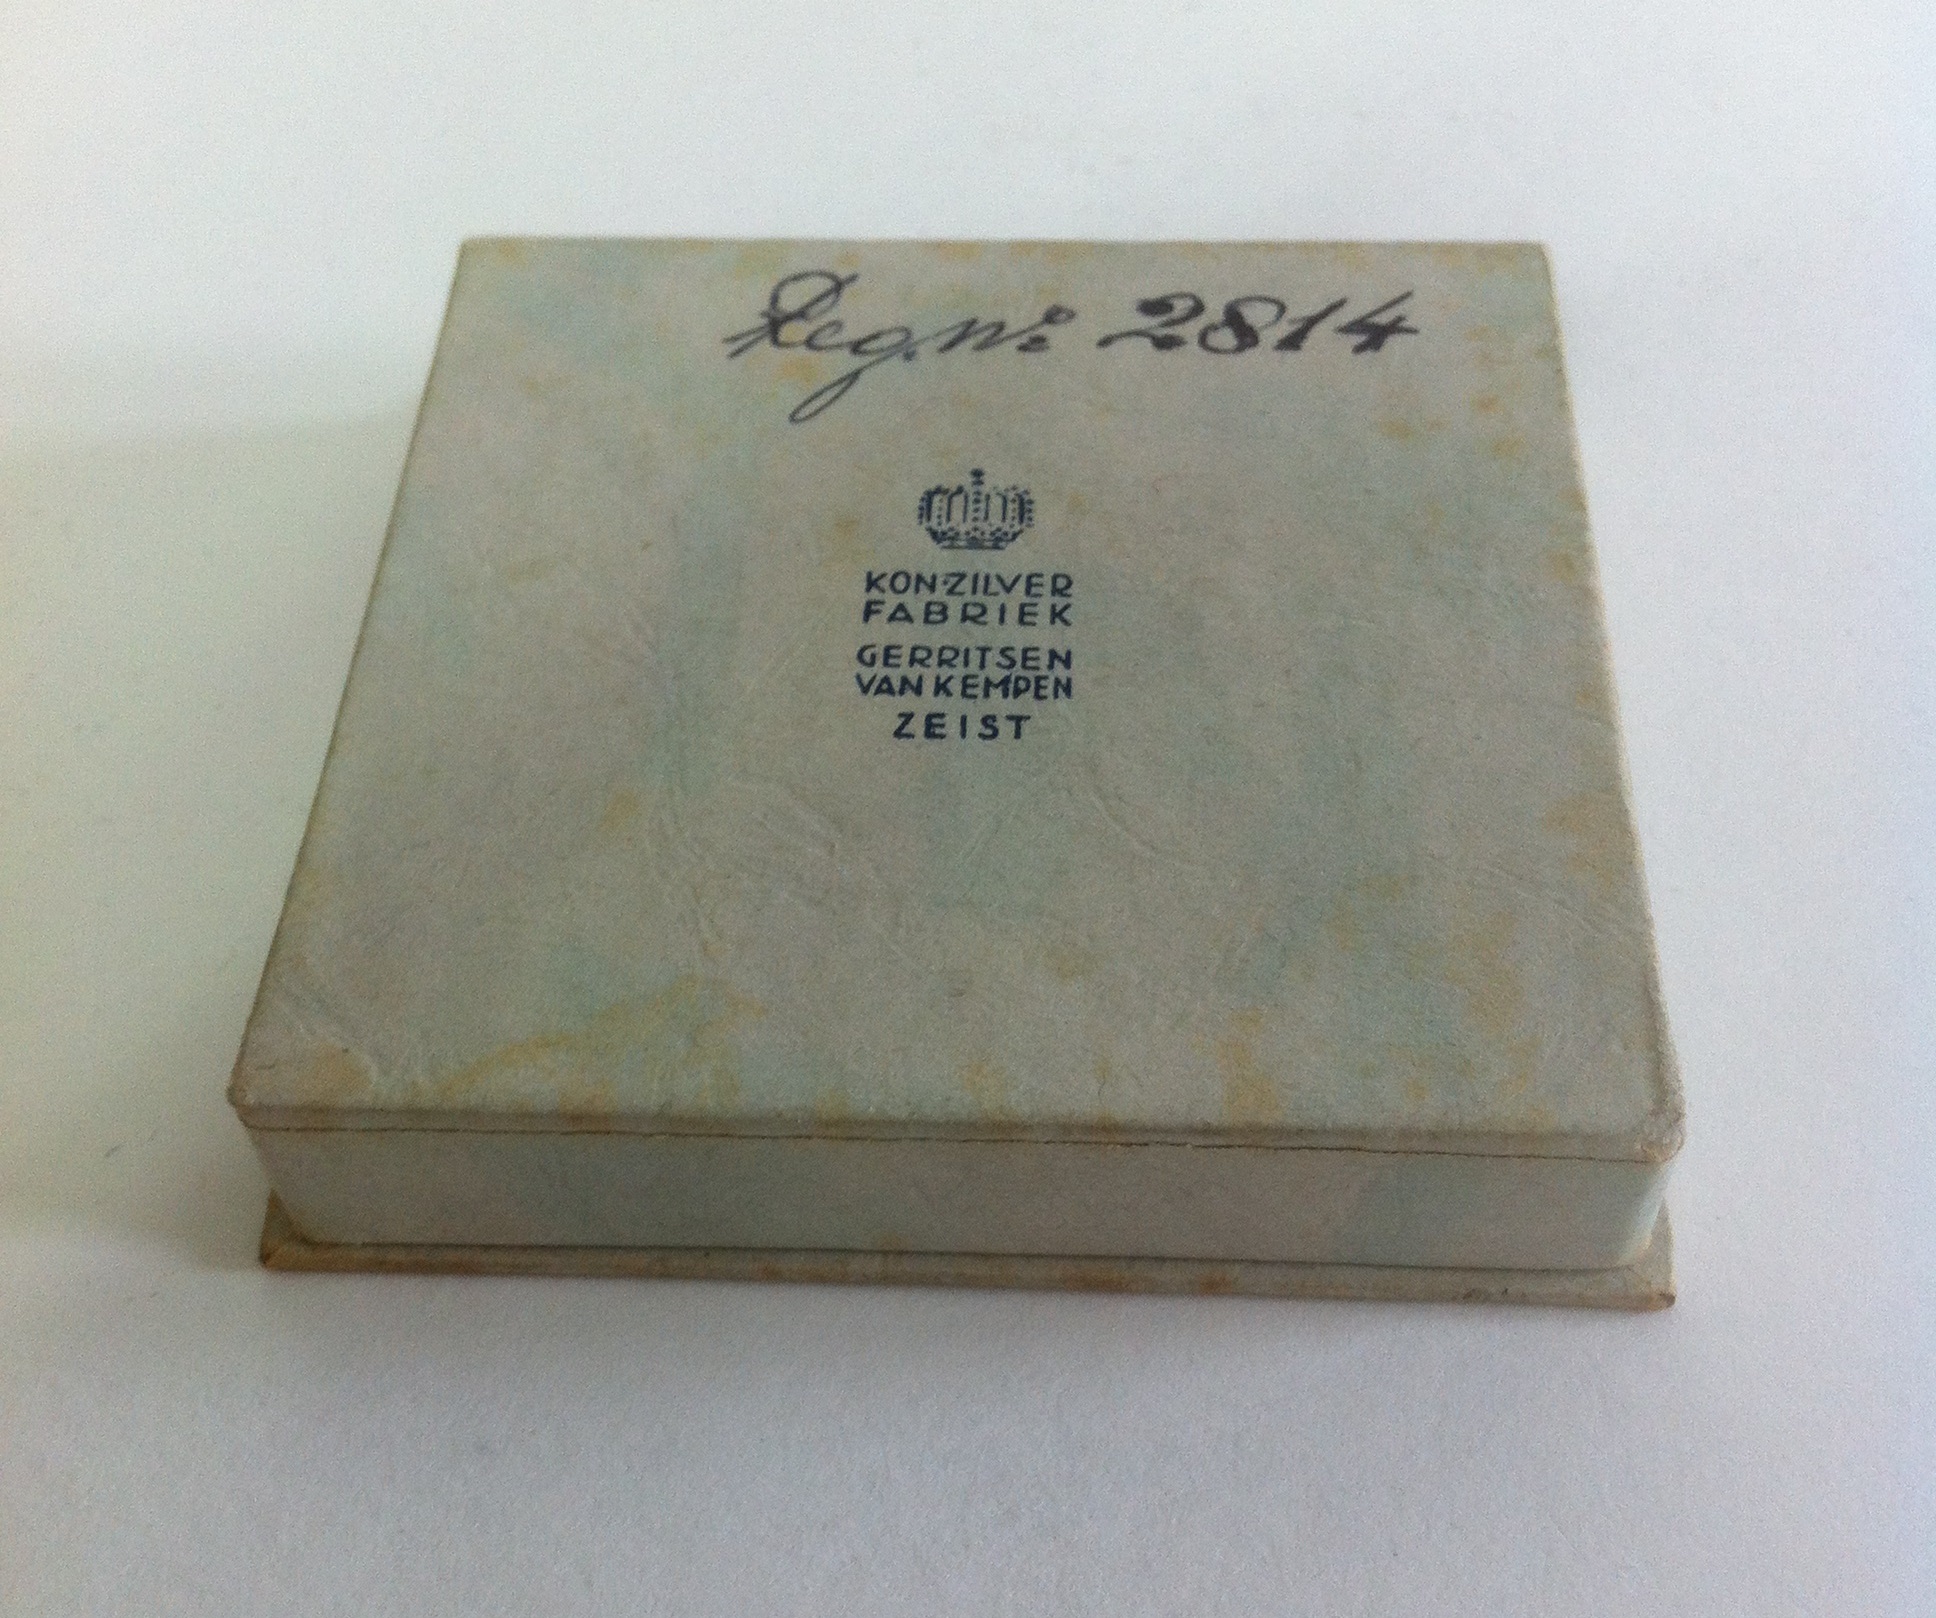 Reg. No. 2814
KON·ZILVER
FABRIEK
GERRITSEN
VAN KEMPEN
ZEIST